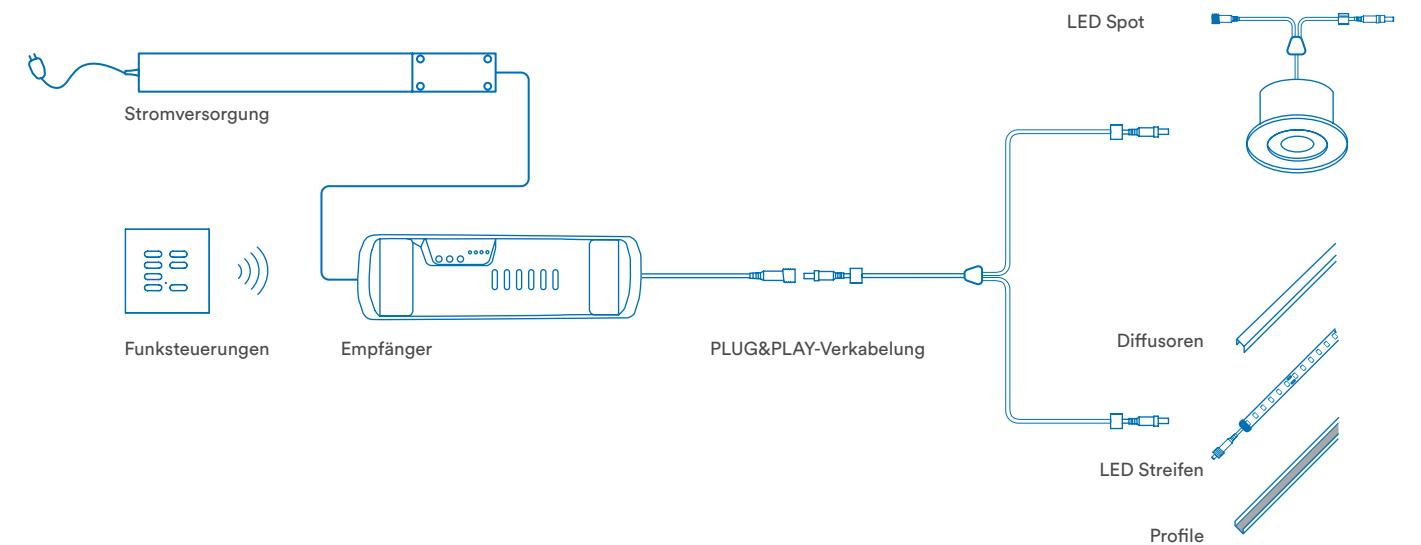 LED Spot
Stromversorgung
Funksteuerungen
Empfänger
PLUG&PLAY-Verkabelung
Diffusoren
LED Streifen
Profile